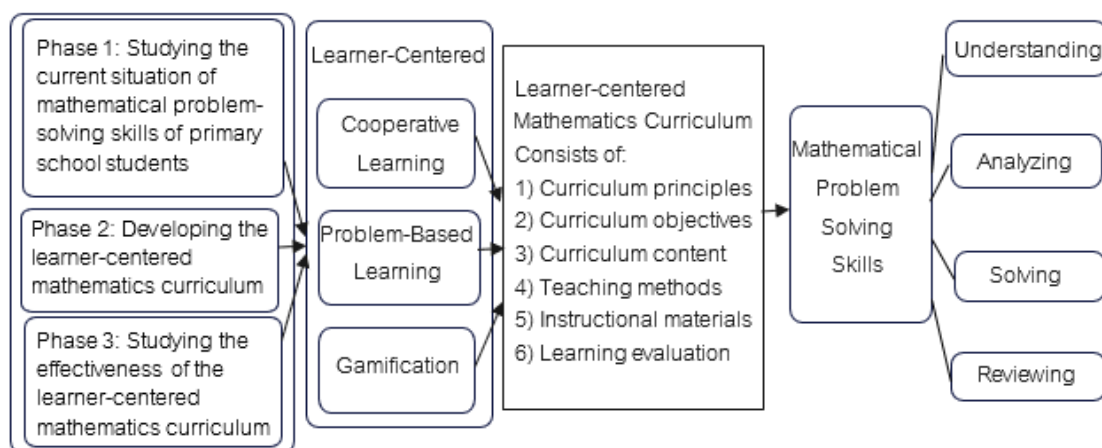 Phase 1: Studying the
current situation of
mathematical problem-
solving skills of primary
school students
Phase 2: Developing the
learner-centered
mathematics curriculum
Phase 3: Studying the
effectiveness of the
learner-centered
mathematics curriculum
Learner-Centered
Cooperative
Learning
Problem-Based
Learning
Gamification
Learner-centered
Mathematics Curriculum
Consists of:
1) Curriculum principles
2) Curriculum objectives
3) Curriculum content
4) Teaching methods
5) Instructional materials
6) Learning evaluation
Mathematical
Problem
Solving
Skills
Understanding
Analyzing
Solving
Reviewing